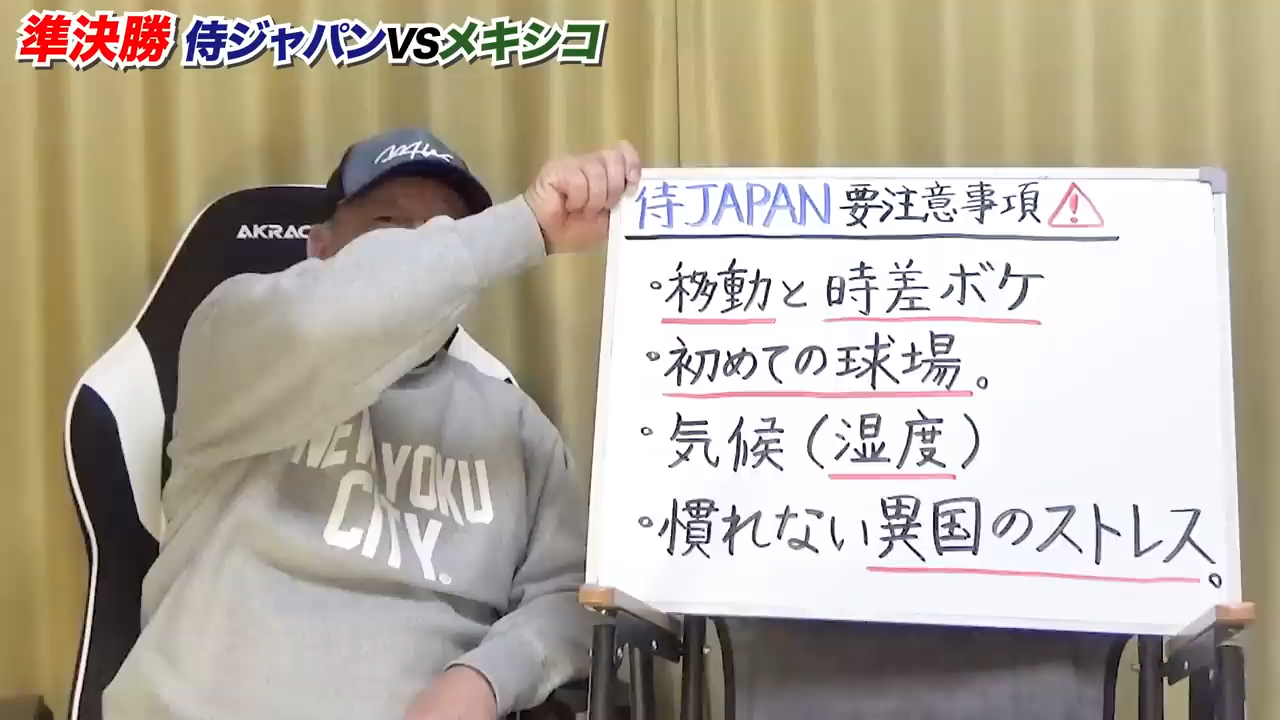 準決勝 侍ジャパンVSメキシコ
AKRAC
侍JAPAN 要注意事項
・移動と時差ボケ
・初めての球場。
・気候(湿度)
・慣れない異国のストレス。
NEW YOKU
CITY.